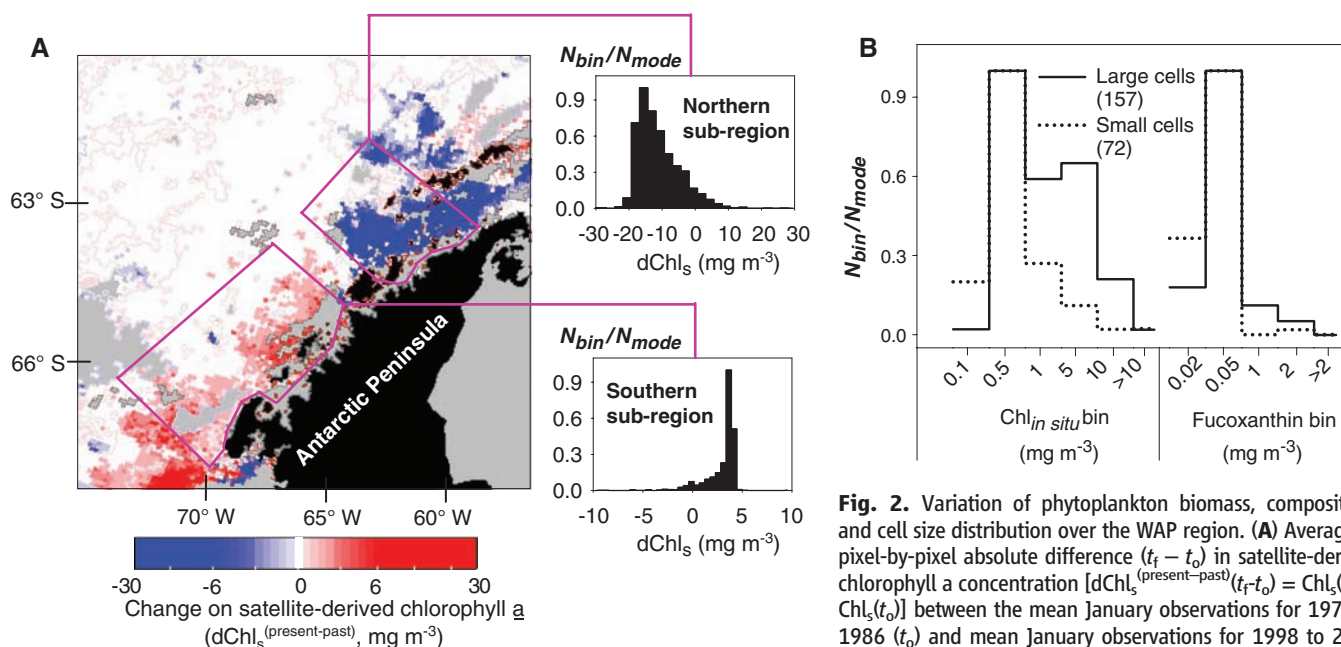 A
N_bin/N_mode
0.9
0.6
0.3
0.0
Northern
sub-region
-30 -20 -10 0 10 20 30
dChl_s (mg m⁻³)
N_bin/N_mode
0.9
0.6
0.3
0.0
Southern
sub-region
-10 -5 0 5 10
dChl_s (mg m⁻³)
63° S
66° S
Antarctic Peninsula
70° W 65° W 60° W
-30 -6 0 6 30
Change on satellite-derived chlorophyll a
(dChl_s^(present-past), mg m⁻³)
B
N_bin/N_mode
0.9
0.6
0.3
0.0
Large cells
(157)
Small cells
(72)
0.1 0.5 1 5 10 >10
Chl_in situ bin
(mg m⁻³)
0.02 0.05 1 2 >2
Fucoxanthin bin
(mg m⁻³)
Fig. 2. Variation of phytoplankton biomass, composit
and cell size distribution over the WAP region. (A) Averag
pixel-by-pixel absolute difference (t_f − t_o) in satellite-der
chlorophyll a concentration [dChl_s^(present–past)(t_f-t_o) = Chl_s(
Chl_s(t_o)] between the mean January observations for 197
1986 (t_o) and mean January observations for 1998 to 2